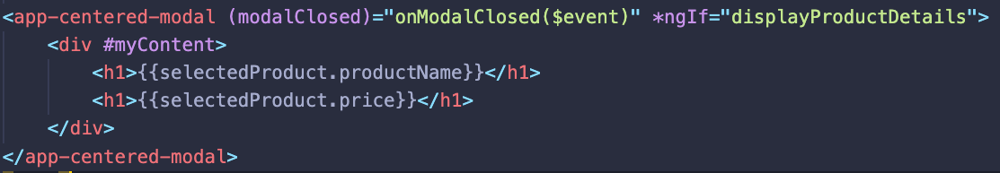 <app-centered-modal (modalClosed)="onModalClosed($event)" *ngIf="displayProductDetails">
    <div #myContent>
        <h1>{{selectedProduct.productName}}</h1>
        <h1>{{selectedProduct.price}}</h1>
    </div>
</app-centered-modal>